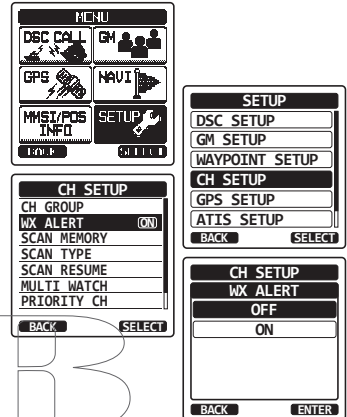 MENU
DSC CALL
GM
GPS
NAVI
MMSI/POS
INFO
SETUP
BACK
SELECT
SETUP
DSC SETUP
GM SETUP
WAYPOINT SETUP
CH SETUP
GPS SETUP
ATIS SETUP
BACK
SELECT
CH SETUP
CH GROUP
WX ALERT ON
SCAN MEMORY
SCAN TYPE
SCAN RESUME
MULTI WATCH
PRIORITY CH
BACK
SELECT
CH SETUP
WX ALERT
OFF
ON
BACK
ENTER
B